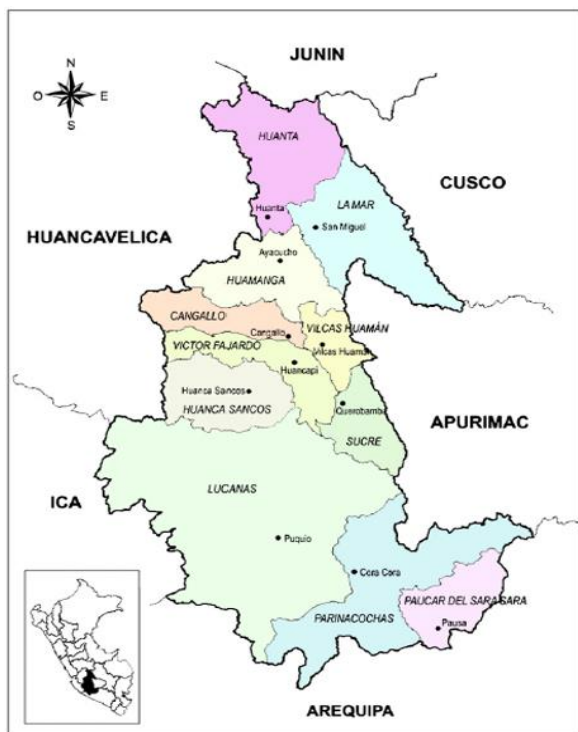 JUNIN
N
O
E
S
HUANTA
CUSCO
LA MAR
Huanta
San Miguel
HUANCAVELICA
Ayacucho
HUAMANGA
CANGALLO
VILCAS HUAMÁN
Cangallo
VICTOR FAJARDO
Vilcas Huamán
Huancapi
Huanca Sancos
HUANCA SANCOS
Querobamba
APURIMAC
SUCRE
LUCANAS
ICA
Puquio
Cora Cora
PAUCAR DEL SARA SARA
PARINACOCHAS
Pausa
AREQUIPA